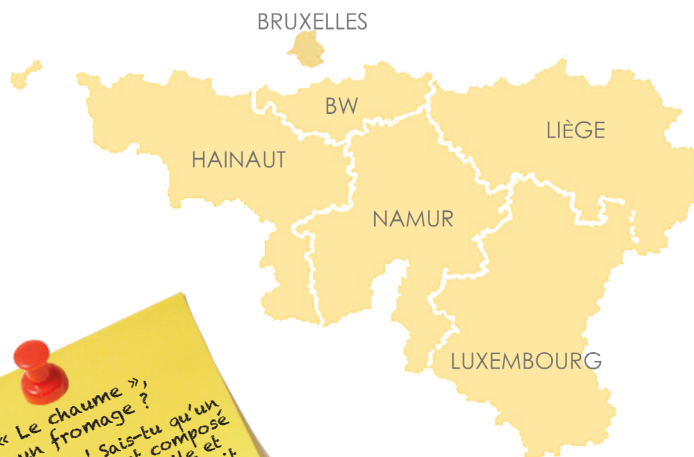 BRUXELLES
BW
LIÈGE
HAINAUT
NAMUR
LUXEMBOURG
« Le chaume »,
un fromage ?
! Sais-tu qu'un
composé
et